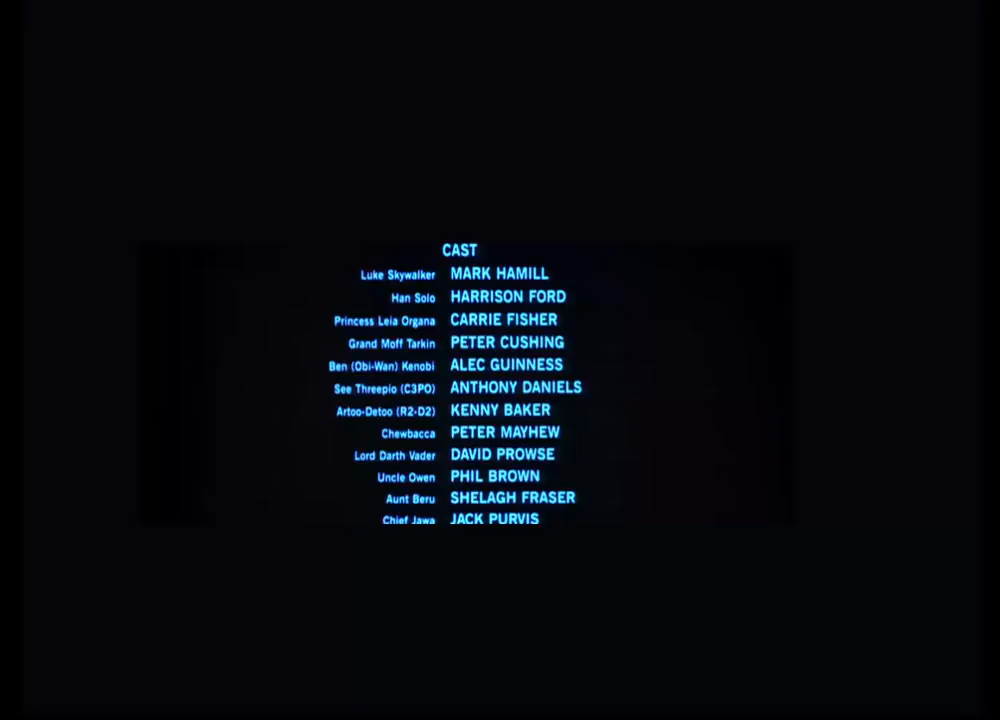 CAST
Luke Skywalker MARK HAMILL
Han Solo HARRISON FORD
Princess Leia Organa CARRIE FISHER
Grand Moff Tarkin PETER CUSHING
Ben (Obi-Wan) Kenobi ALEC GUINNESS
See Threepio (C3PO) ANTHONY DANIELS
Artoo-Detoo (R2-D2) KENNY BAKER
Chewbacca PETER MAYHEW
Lord Darth Vader DAVID PROWSE
Uncle Owen PHIL BROWN
Aunt Beru SHELAGH FRASER
Chief Jawa JACK PURVIS